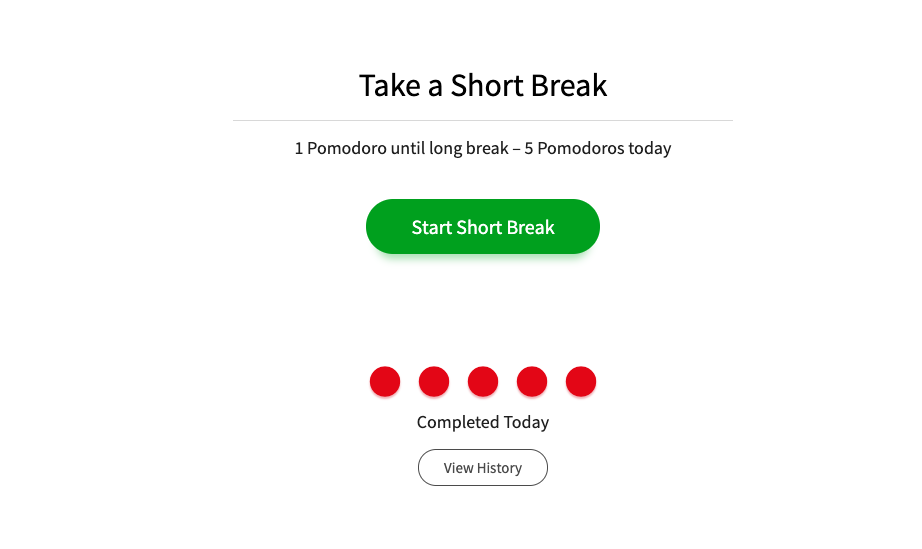 Take a Short Break
1 Pomodoro until long break – 5 Pomodoros today
Start Short Break
Completed Today
View History